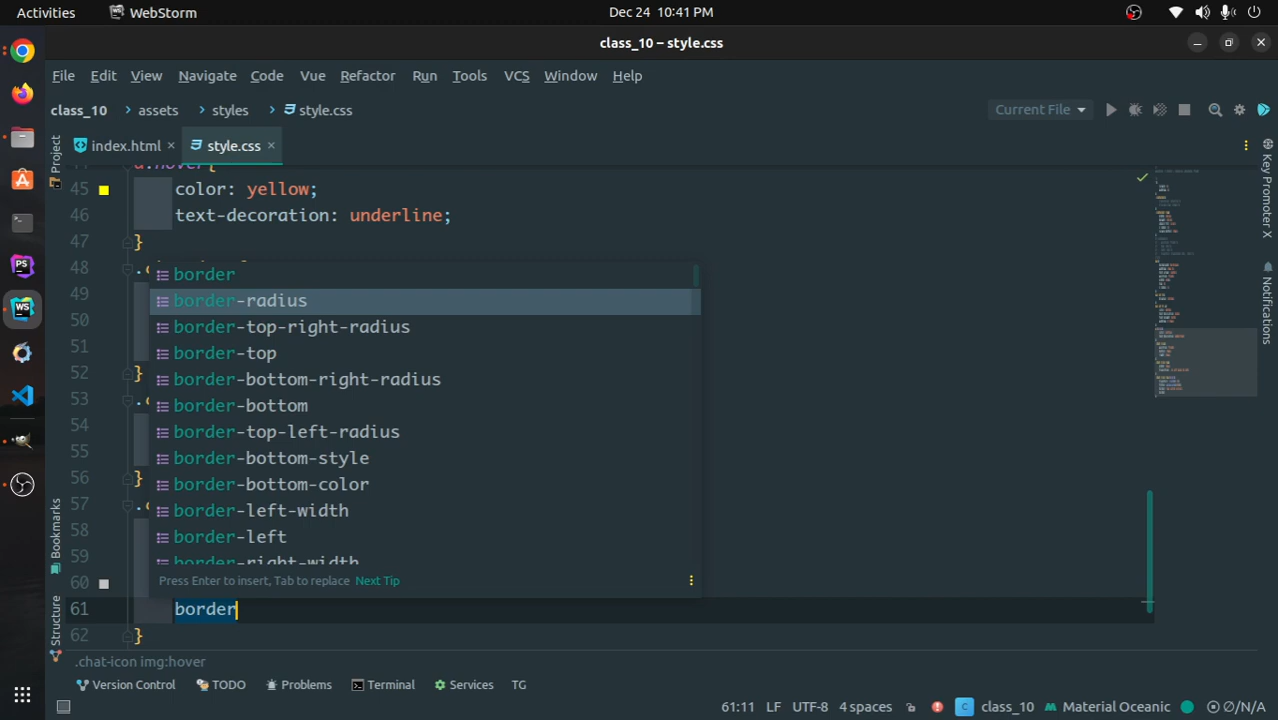 Activities
WebStorm
Dec 24 10:41 PM
class_10 – style.css
File Edit View Navigate Code Vue Refactor Run Tools VCS Window Help
class_10 › assets › styles › style.css
Current File
index.html × style.css ×
Project
Key Promoter X
Notifications
Bookmarks
Structure
45 color: yellow;
46 text-decoration: underline;
47 }
48
49
50
51
52 }
53
54
55
56 }
57
58
59
60
61 border
62 }
border
border-radius
border-top-right-radius
border-top
border-bottom-right-radius
border-bottom
border-top-left-radius
border-bottom-style
border-bottom-color
border-left-width
border-left
border-right-width
Press Enter to insert, Tab to replace Next Tip
.chat-icon img:hover
Version Control TODO Problems Terminal Services TG
61:11 LF UTF-8 4 spaces class_10 Material Oceanic Ø/N/A